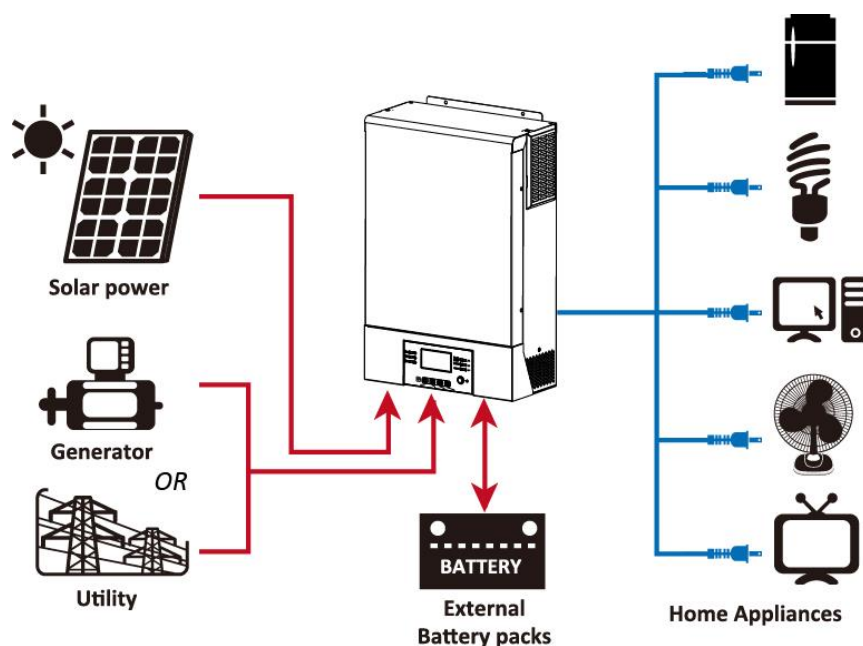 Solar power
Generator
OR
Utility
BATTERY
External
Battery packs
Home Appliances